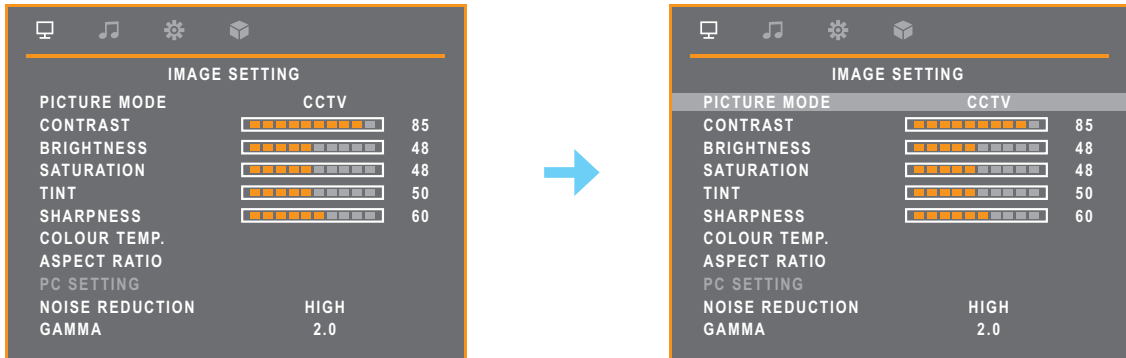 IMAGE SETTING
PICTURE MODE CCTV
CONTRAST 85
BRIGHTNESS 48
SATURATION 48
TINT 50
SHARPNESS 60
COLOUR TEMP.
ASPECT RATIO
PC SETTING
NOISE REDUCTION HIGH
GAMMA 2.0
IMAGE SETTING
PICTURE MODE CCTV
CONTRAST 85
BRIGHTNESS 48
SATURATION 48
TINT 50
SHARPNESS 60
COLOUR TEMP.
ASPECT RATIO
PC SETTING
NOISE REDUCTION HIGH
GAMMA 2.0